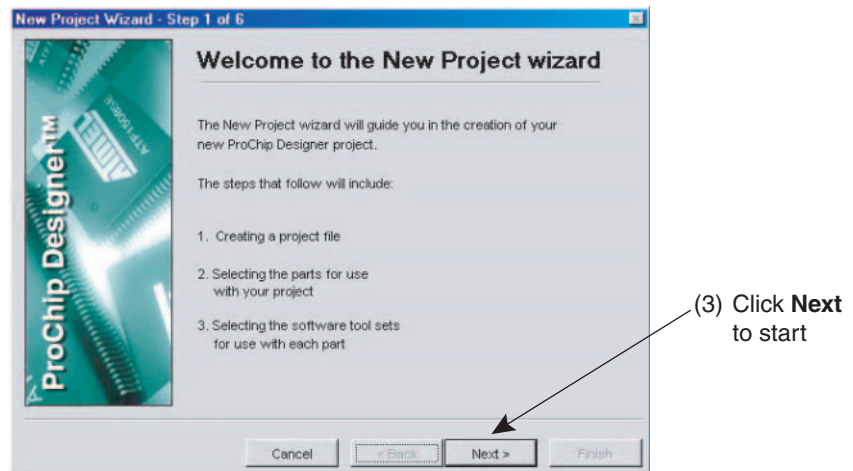 New Project Wizard - Step 1 of 6
ProChip Designer™
ATMEL
ATF1508SE
Welcome to the New Project wizard
The New Project wizard will guide you in the creation of your
new ProChip Designer project.
The steps that follow will include:
1. Creating a project file
2. Selecting the parts for use
with your project
3. Selecting the software tool sets
for use with each part
(3) Click Next
to start
Cancel
< Back
Next >
Finish